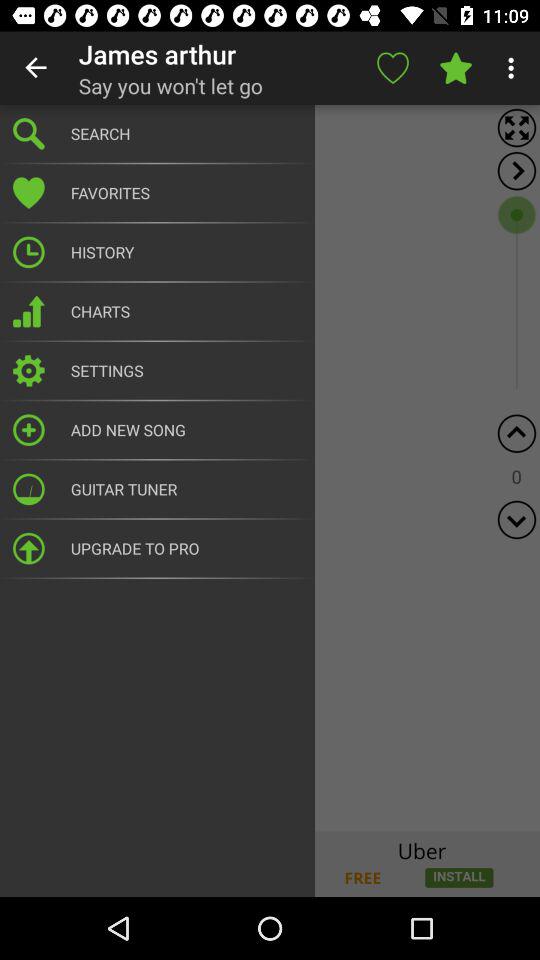 11:09
James arthur
Say you won't let go
SEARCH
FAVORITES
HISTORY
CHARTS
SETTINGS
ADD NEW SONG
GUITAR TUNER
UPGRADE TO PRO
0
Uber
FREE
INSTALL